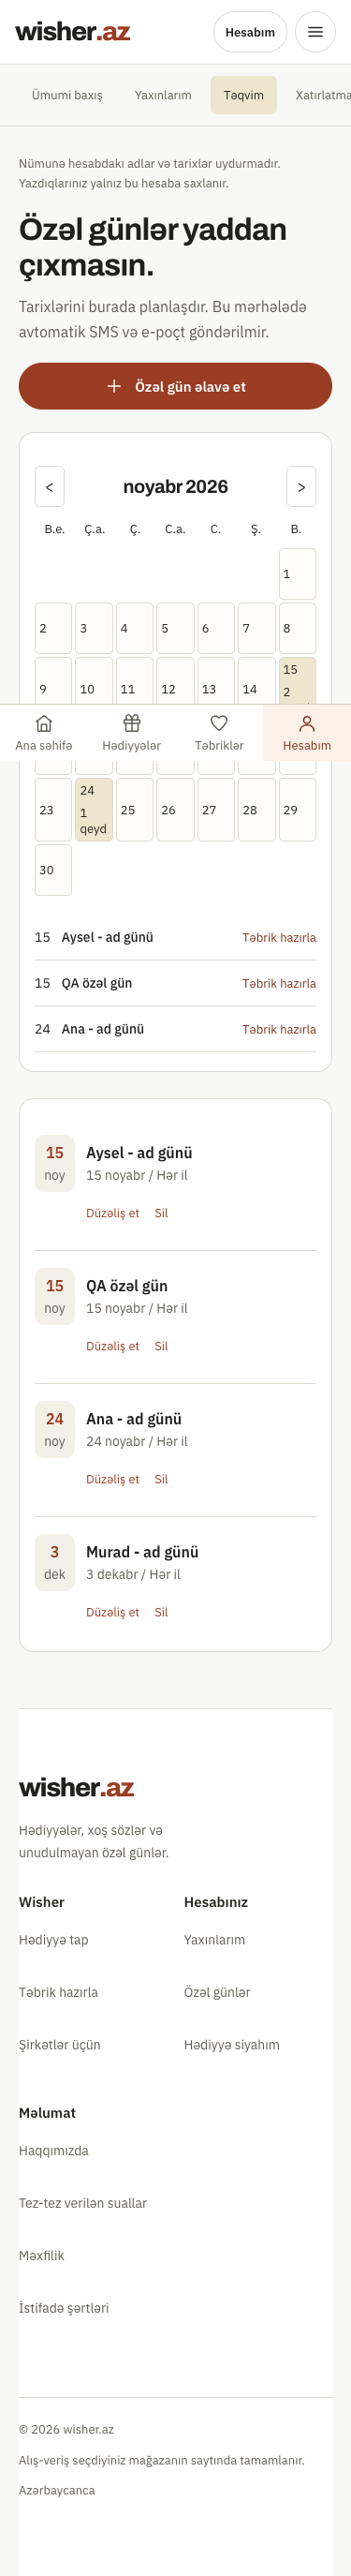 wisher.az
Hesabım
Ümumi baxış
Yaxınlarım
Təqvim
Xatırlatma
Nümunə hesabdakı adlar və tarixlər uydurmadır.
Yazdıqlarınız yalnız bu hesaba saxlanır.
Özəl günlər yaddan
çıxmasın.
Tarixlərini burada planlaşdır. Bu mərhələdə
avtomatik SMS və e-poçt göndərilmir.
+ Özəl gün əlavə et
< noyabr 2026 >
B.e. Ç.a. Ç. C.a. C. Ş. B.
1
2 3 4 5 6 7 8
9 10 11 12 13 14 15
2
Ana səhifə
Hədiyyələr
Təbriklər
Hesabım
23 24 25 26 27 28 29
1
qeyd
30
15 Aysel - ad günü Təbrik hazırla
15 QA özəl gün Təbrik hazırla
24 Ana - ad günü Təbrik hazırla
15 Aysel - ad günü
noy 15 noyabr / Hər il
Düzəliş et Sil
15 QA özəl gün
noy 15 noyabr / Hər il
Düzəliş et Sil
24 Ana - ad günü
noy 24 noyabr / Hər il
Düzəliş et Sil
3 Murad - ad günü
dek 3 dekabr / Hər il
Düzəliş et Sil
wisher.az
Hədiyyələr, xoş sözlər və
unudulmayan özəl günlər.
Wisher
Hədiyyə tap
Təbrik hazırla
Şirkətlər üçün
Hesabınız
Yaxınlarım
Özəl günlər
Hədiyyə siyahım
Məlumat
Haqqımızda
Tez-tez verilən suallar
Məxfilik
İstifadə şərtləri
© 2026 wisher.az
Alış-veriş seçdiyiniz mağazanın saytında tamamlanır.
Azərbaycanca